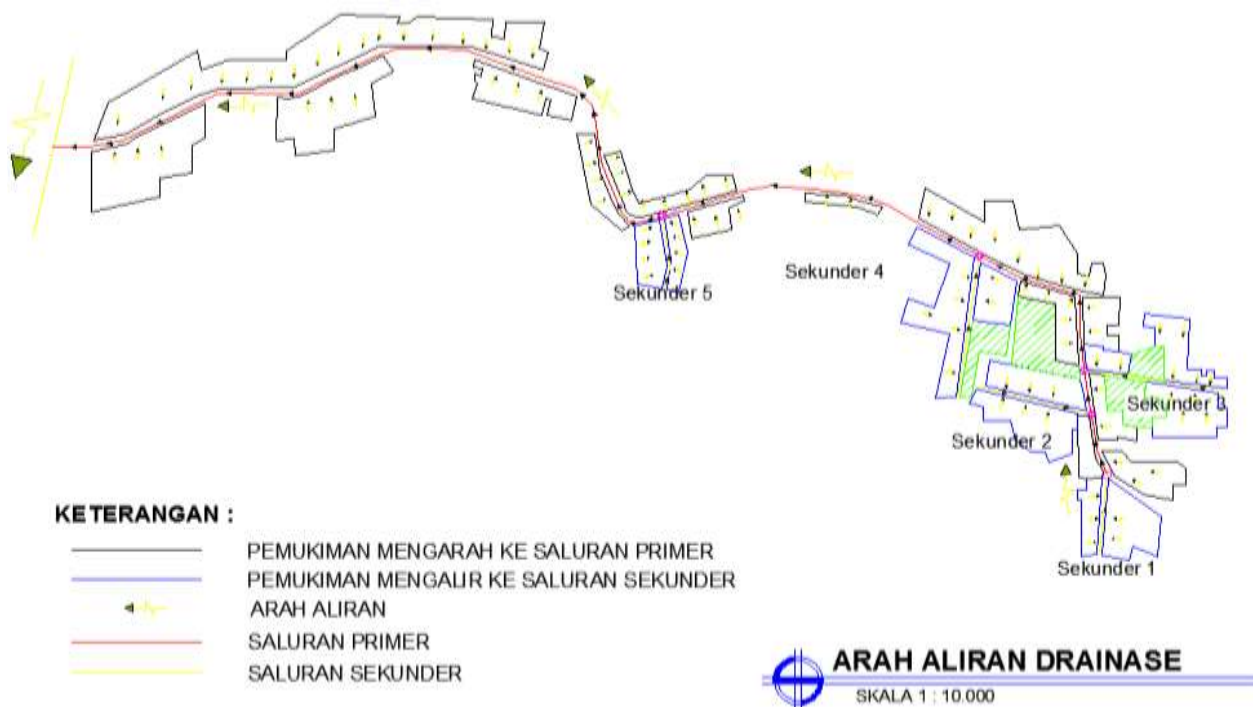 Sekunder 4
Sekunder 5
Sekunder 3
Sekunder 2
Sekunder 1
KETERANGAN :
PEMUKIMAN MENGARAH KE SALURAN PRIMER
PEMUKIMAN MENGALIR KE SALURAN SEKUNDER
ARAH ALIRAN
SALURAN PRIMER
SALURAN SEKUNDER
ARAH ALIRAN DRAINASE
SKALA 1 : 10.000